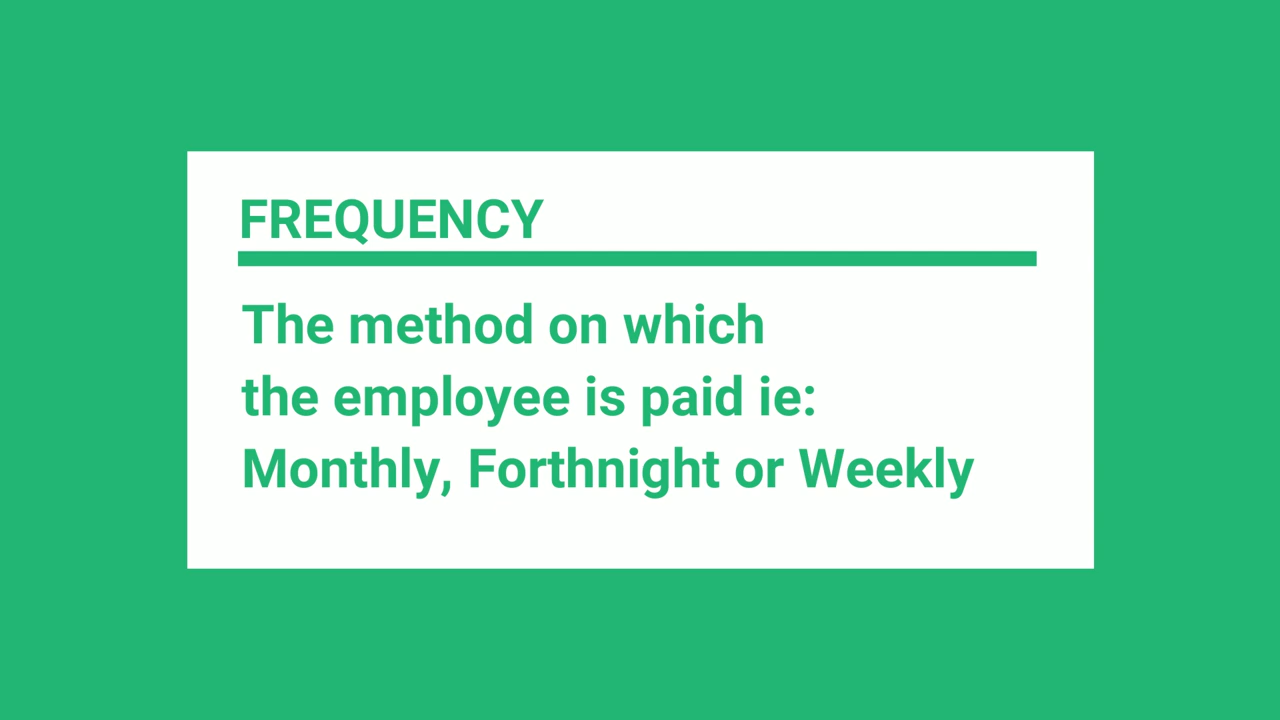 FREQUENCY
The method on which
the employee is paid ie:
Monthly, Forthnight or Weekly